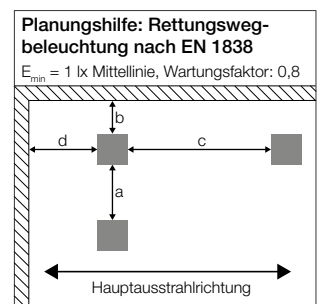 Planungshilfe: Rettungsweg-
beleuchtung nach EN 1838
Emin = 1 lx Mittellinie, Wartungsfaktor: 0,8
b
d
c
a
Hauptausstrahlrichtung